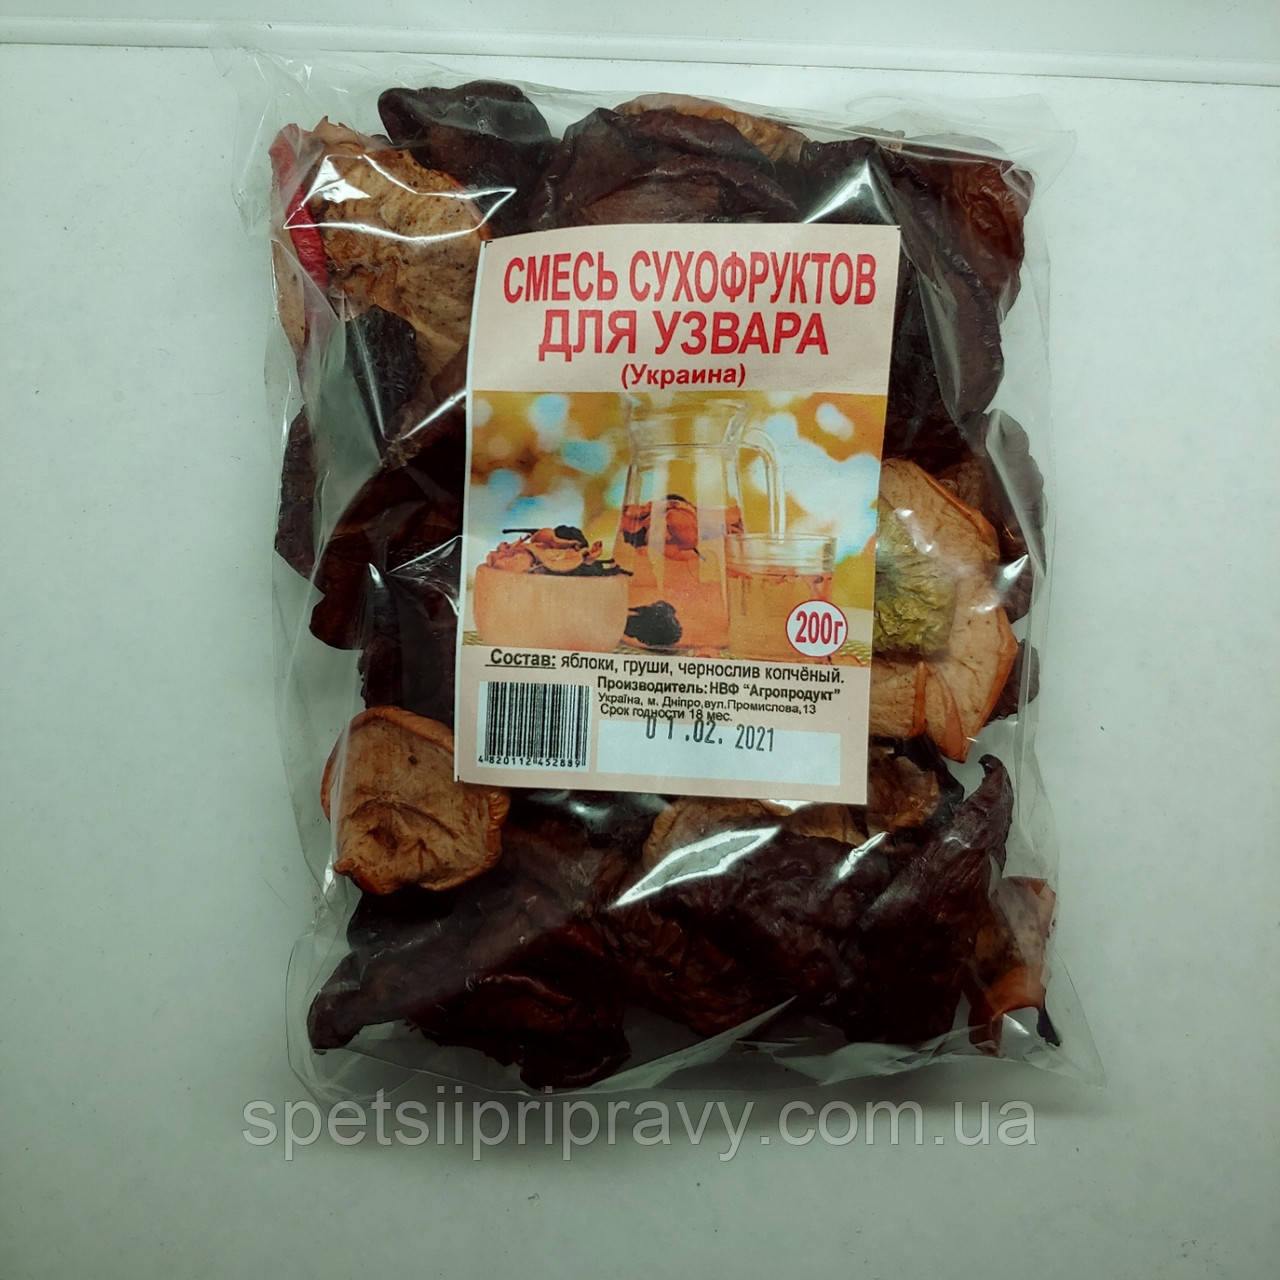 СМЕСЬ СУХОФРУКТОВ
ДЛЯ УЗВАРА
(Украина)
200г
Состав: яблоки, груши, чернослив копчёный.
Производитель: НВФ "Агропродукт"
Україна, м. Дніпро,вул.Промислова,13
Срок годности 18 мес.
01.02. 2021
4820112452889
spetsiipripravy.com.ua